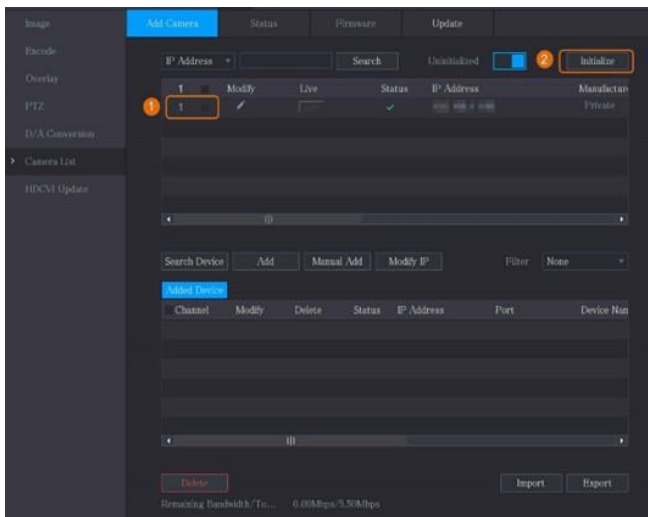 Image
Encode
Overlay
PTZ
D/A Conversion
Camera List
HDCVI Update
Add Camera Status Firmware Update
IP Address Search Uninitialized 2 Initialize
1 Modify Live Status IP Address Manufactur
1 1 Private
Search Device Add Manual Add Modify IP Filter None
Added Device
Channel Modify Delete Status IP Address Port Device Nam
Delete Import Export
Remaining Bandwidth/To... 0.00Mbps/5.50Mbps